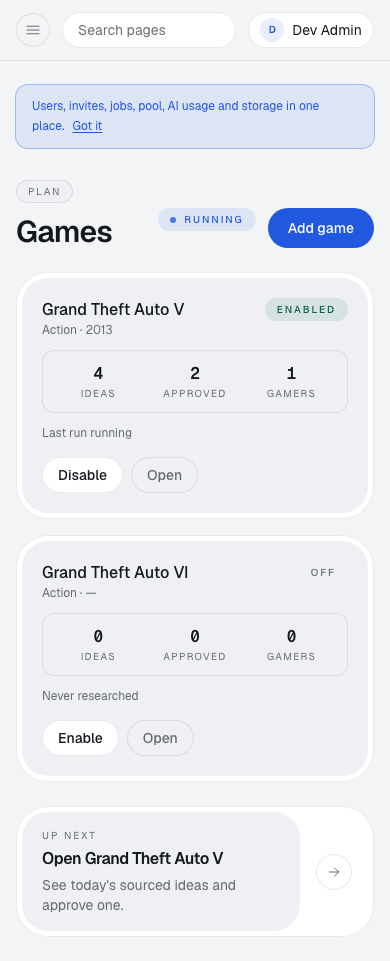 Search pages
D Dev Admin
Users, invites, jobs, pool, AI usage and storage in one
place. Got it
PLAN
Games
RUNNING
Add game
Grand Theft Auto V
ENABLED
Action · 2013
4 2 1
IDEAS APPROVED GAMERS
Last run running
Disable Open
Grand Theft Auto VI
OFF
Action · —
0 0 0
IDEAS APPROVED GAMERS
Never researched
Enable Open
UP NEXT
Open Grand Theft Auto V
See today's sourced ideas and
approve one.